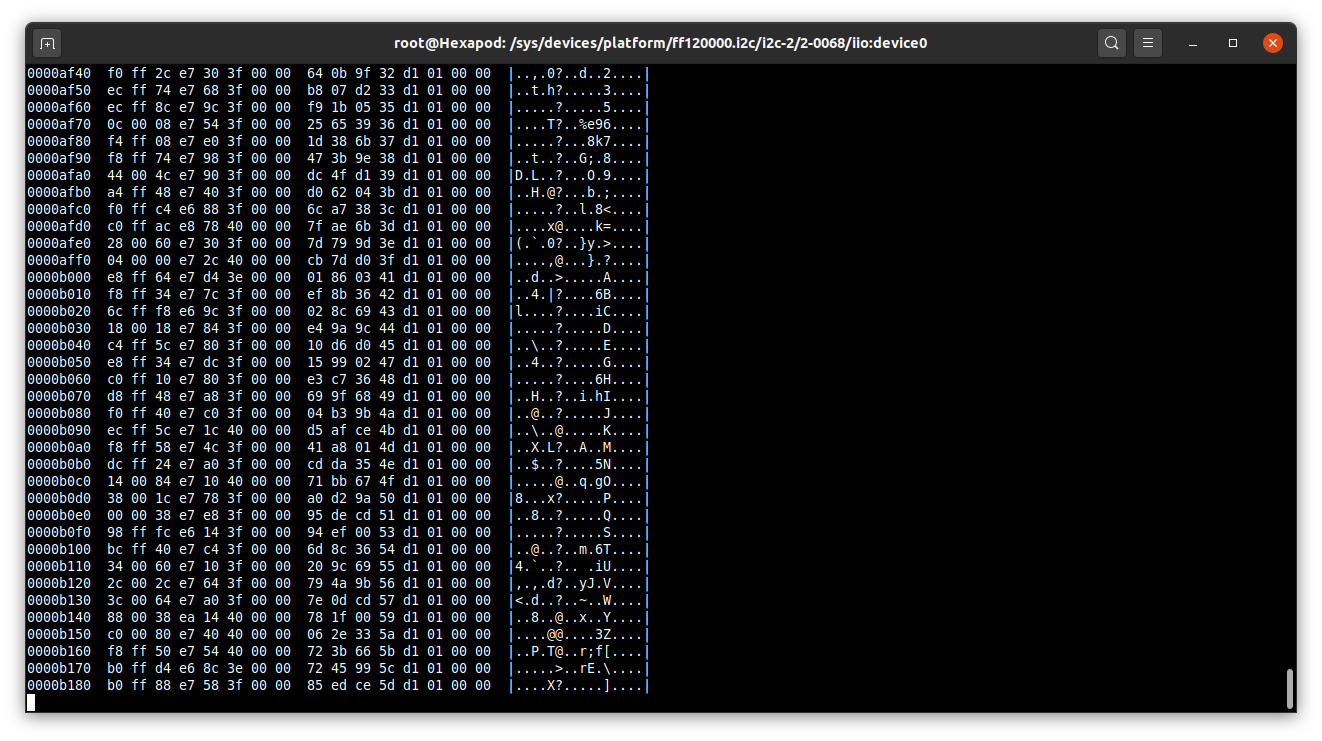 root@Hexapod: /sys/devices/platform/ff120000.i2c/i2c-2/2-0068/iio:device0
0000af40  f0 ff 2c e7 30 3f 00 00  64 0b 9f 32 d1 01 00 00  |..,.0?..d..2....|
0000af50  ec ff 74 e7 68 3f 00 00  b8 07 d2 33 d1 01 00 00  |..t.h?.....3....|
0000af60  ec ff 8c e7 9c 3f 00 00  f9 1b 05 35 d1 01 00 00  |.....?.....5....|
0000af70  0c 00 08 e7 54 3f 00 00  25 65 39 36 d1 01 00 00  |....T?..%e96....|
0000af80  f4 ff 08 e7 e0 3f 00 00  1d 38 6b 37 d1 01 00 00  |.....?...8k7....|
0000af90  f8 ff 74 e7 98 3f 00 00  47 3b 9e 38 d1 01 00 00  |..t..?..G;.8....|
0000afa0  44 00 4c e7 90 3f 00 00  dc 4f d1 39 d1 01 00 00  |D.L..?...O.9....|
0000afb0  a4 ff 48 e7 40 3f 00 00  d0 62 04 3b d1 01 00 00  |..H.@?...b.;....|
0000afc0  f0 ff c4 e6 88 3f 00 00  6c a7 38 3c d1 01 00 00  |.....?..l.8<....|
0000afd0  c0 ff ac e8 78 40 00 00  7f ae 6b 3d d1 01 00 00  |....x@....k=....|
0000afe0  28 00 60 e7 30 3f 00 00  7d 79 9d 3e d1 01 00 00  |(.`.0?..}y.>....|
0000aff0  04 00 00 e7 2c 40 00 00  cb 7d d0 3f d1 01 00 00  |....,@...}.?....|
0000b000  e8 ff 64 e7 d4 3e 00 00  01 86 03 41 d1 01 00 00  |..d..>.....A....|
0000b010  f8 ff 34 e7 7c 3f 00 00  ef 8b 36 42 d1 01 00 00  |..4.|?....6B....|
0000b020  6c ff f8 e6 9c 3f 00 00  02 8c 69 43 d1 01 00 00  |l....?....iC....|
0000b030  18 00 18 e7 84 3f 00 00  e4 9a 9c 44 d1 01 00 00  |.....?.....D....|
0000b040  c4 ff 5c e7 80 3f 00 00  10 d6 d0 45 d1 01 00 00  |..\..?.....E....|
0000b050  e8 ff 34 e7 dc 3f 00 00  15 99 02 47 d1 01 00 00  |..4..?.....G....|
0000b060  c0 ff 10 e7 80 3f 00 00  e3 c7 36 48 d1 01 00 00  |.....?....6H....|
0000b070  d8 ff 48 e7 a8 3f 00 00  69 9f 68 49 d1 01 00 00  |..H..?..i.hI....|
0000b080  f0 ff 40 e7 c0 3f 00 00  04 b3 9b 4a d1 01 00 00  |..@..?.....J....|
0000b090  ec ff 5c e7 1c 40 00 00  d5 af ce 4b d1 01 00 00  |..\..@.....K....|
0000b0a0  f8 ff 58 e7 4c 3f 00 00  41 a8 01 4d d1 01 00 00  |..X.L?..A..M....|
0000b0b0  dc ff 24 e7 a0 3f 00 00  cd da 35 4e d1 01 00 00  |..$..?....5N....|
0000b0c0  14 00 84 e7 10 40 00 00  71 bb 67 4f d1 01 00 00  |.....@..q.gO....|
0000b0d0  38 00 1c e7 78 3f 00 00  a0 d2 9a 50 d1 01 00 00  |8...x?.....P....|
0000b0e0  00 00 38 e7 e8 3f 00 00  95 de cd 51 d1 01 00 00  |..8..?.....Q....|
0000b0f0  98 ff fc e6 14 3f 00 00  94 ef 00 53 d1 01 00 00  |.....?.....S....|
0000b100  bc ff 40 e7 c4 3f 00 00  6d 8c 36 54 d1 01 00 00  |..@..?..m.6T....|
0000b110  34 00 60 e7 10 3f 00 00  20 9c 69 55 d1 01 00 00  |4.`..?.. .iU....|
0000b120  2c 00 2c e7 64 3f 00 00  79 4a 9b 56 d1 01 00 00  |,.,.d?..yJ.V....|
0000b130  3c 00 64 e7 a0 3f 00 00  7e 0d cd 57 d1 01 00 00  |<.d..?..~..W....|
0000b140  88 00 38 ea 14 40 00 00  78 1f 00 59 d1 01 00 00  |..8..@..x..Y....|
0000b150  c0 00 80 e7 40 40 00 00  06 2e 33 5a d1 01 00 00  |....@@....3Z....|
0000b160  f8 ff 50 e7 54 40 00 00  72 3b 66 5b d1 01 00 00  |..P.T@..r;f[....|
0000b170  b0 ff d4 e6 8c 3e 00 00  72 45 99 5c d1 01 00 00  |.....>..rE.\....|
0000b180  b0 ff 88 e7 58 3f 00 00  85 ed ce 5d d1 01 00 00  |....X?.....]....|